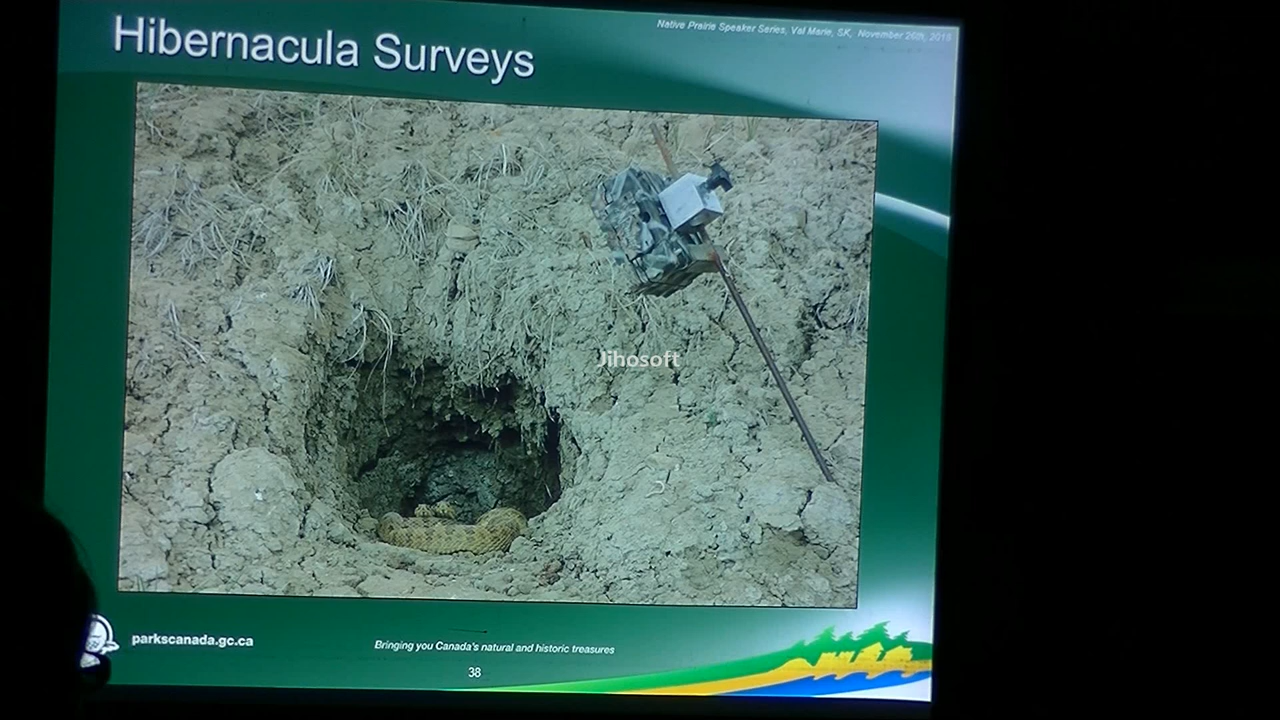 Native Prairie Speaker Series, Val Marie, SK, November 26th, 2015
Hibernacula Surveys
Jihosoft
parkscanada.gc.ca
Bringing you Canada's natural and historic treasures
38